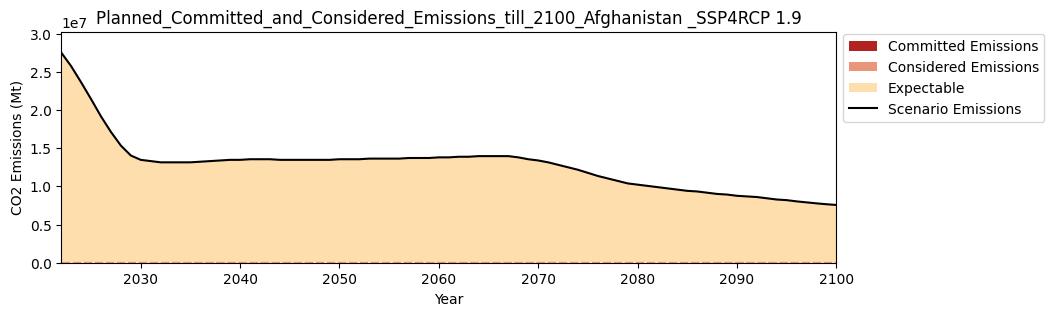 Planned_Committed_and_Considered_Emissions_till_2100_Afghanistan _SSP4RCP 1.9
1e7
3.0
2.5
2.0
1.5
1.0
0.5
0.0
CO2 Emissions (Mt)
2030 2040 2050 2060 2070 2080 2090 2100
Year
Committed Emissions
Considered Emissions
Expectable
Scenario Emissions